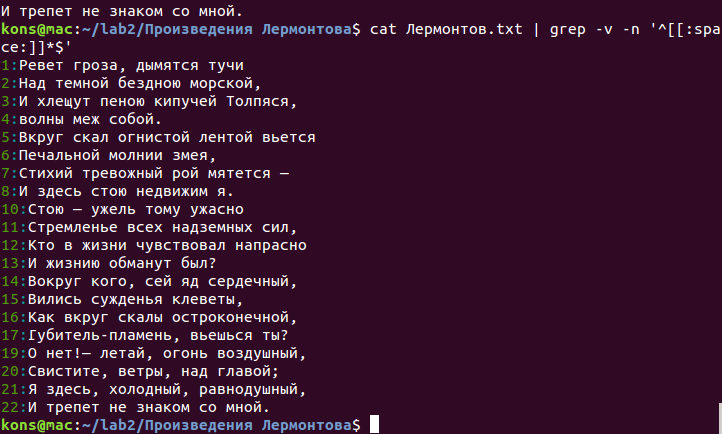 И трепет не знаком со мной.
kons@mac:~/lab2/Произведения Лермонтова$ cat Лермонтов.txt | grep -v -n '^[[:spa
ce:]]*$'
1:Ревет гроза, дымятся тучи
2:Над темной бездною морской,
3:И хлещут пеною кипучей Толпяся,
4:волны меж собой.
5:Вкруг скал огнистой лентой вьется
6:Печальной молнии змея,
7:Стихий тревожный рой мятется —
8:И здесь стою недвижим я.
10:Стою — ужель тому ужасно
11:Стремленье всех надземных сил,
12:Кто в жизни чувствовал напрасно
13:И жизнию обманут был?
14:Вокруг кого, сей яд сердечный,
15:Вились сужденья клеветы,
16:Как вкруг скалы остроконечной,
17:Губитель-пламень, вьешься ты?
19:О нет!— летай, огонь воздушный,
20:Свистите, ветры, над главой;
21:Я здесь, холодный, равнодушный,
22:И трепет не знаком со мной.
kons@mac:~/lab2/Произведения Лермонтова$